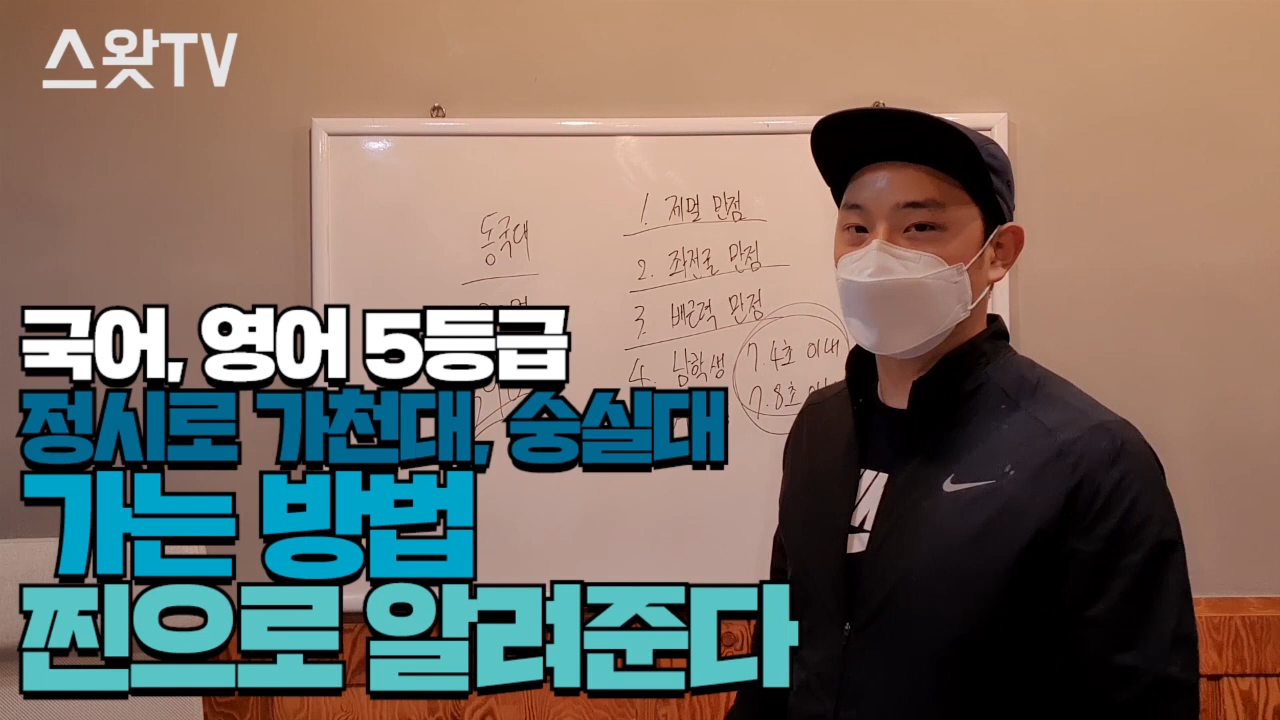 스왓TV
국어, 영어 5등급
정시로 가천대, 숭실대
가는 방법
찐으로 알려준다
동국대
1. 제멀 만점
2. 좌전굴 만점
3. 배근력 만점
4. 남학생 7.4초 이내
7.8초